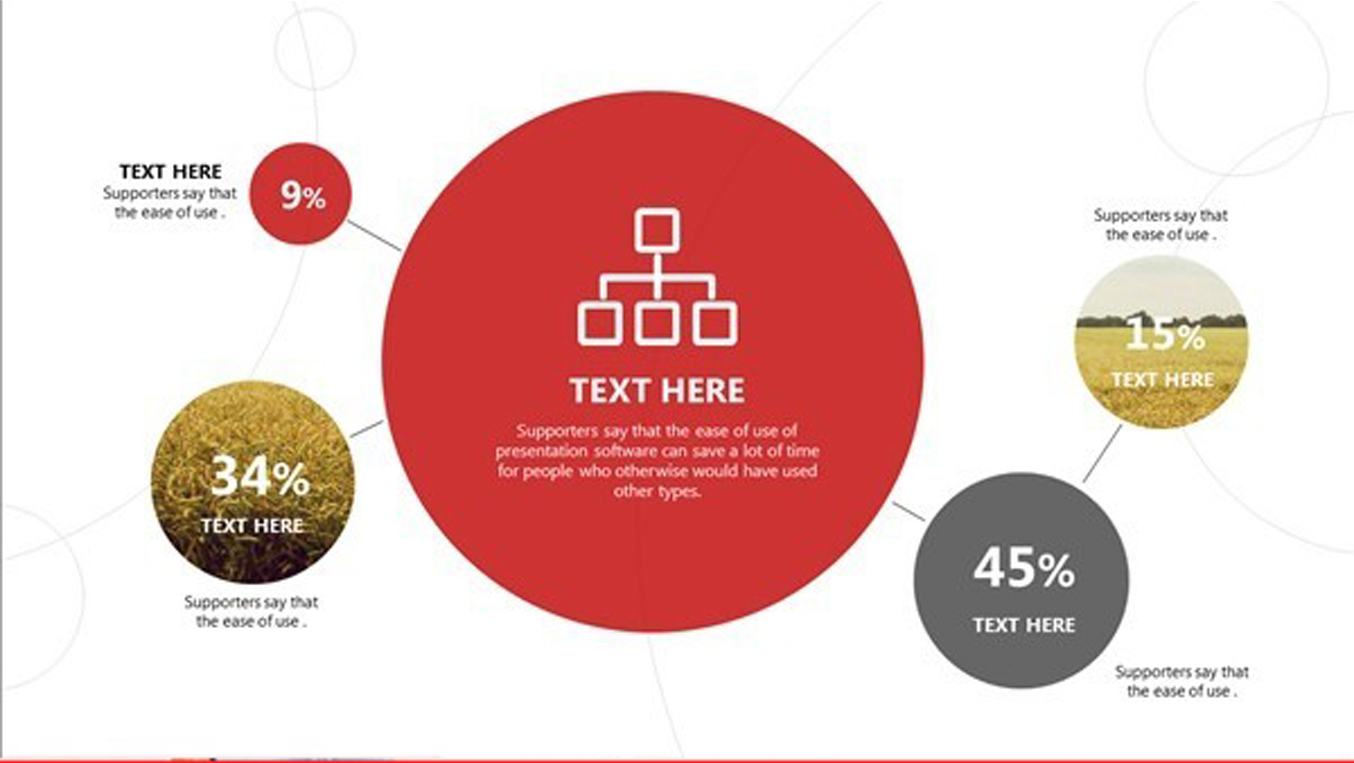 TEXT HERE
Supporters say that
the ease of use .
9%
34%
TEXT HERE
Supporters say that
the ease of use .
TEXT HERE
Supporters say that the ease of use of
presentation software can save a lot of time
for people who otherwise would have used
other types.
Supporters say that
the ease of use .
15%
TEXT HERE
45%
TEXT HERE
Supporters say that
the ease of use .